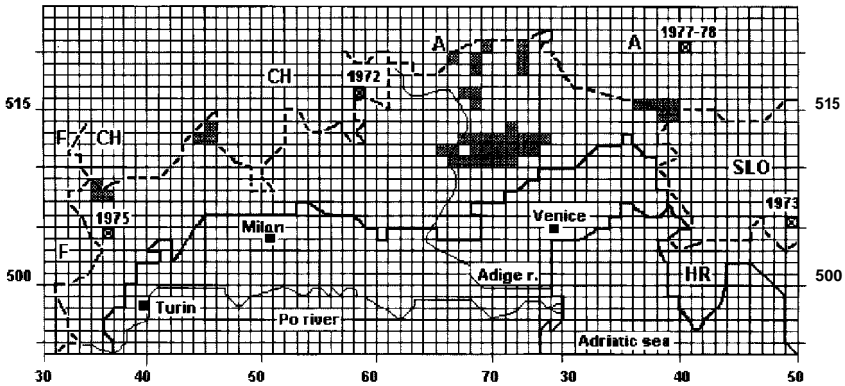 1977-78
A
A
CH
1972
515
515
F
CH
SLO
1975
1973
Milan
Venice
F
500
Adige r.
HR
500
Turin
Po river
Adriatic sea
30
40
50
60
70
30
40
50